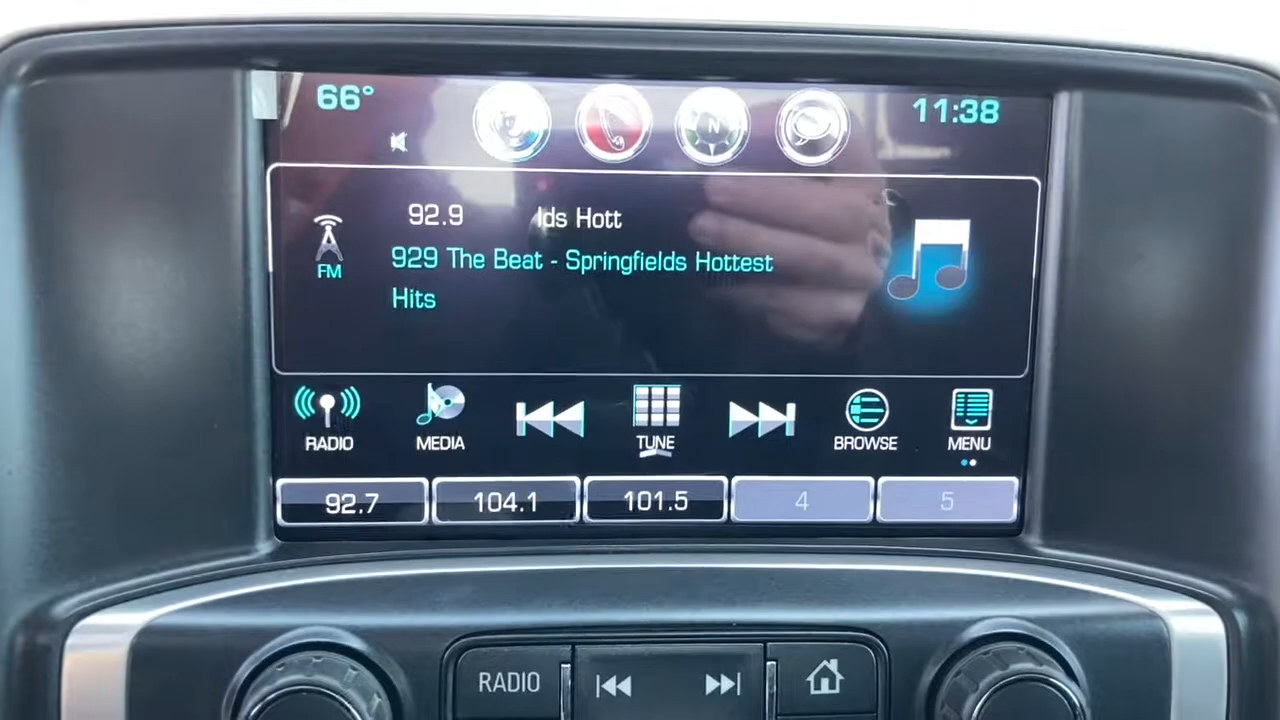 66°
11:38
N
92.9 lds Hott
FM
929 The Beat - Springfields Hottest
Hits
RADIO MEDIA TUNE BROWSE MENU
92.7 104.1 101.5 4 5
RADIO